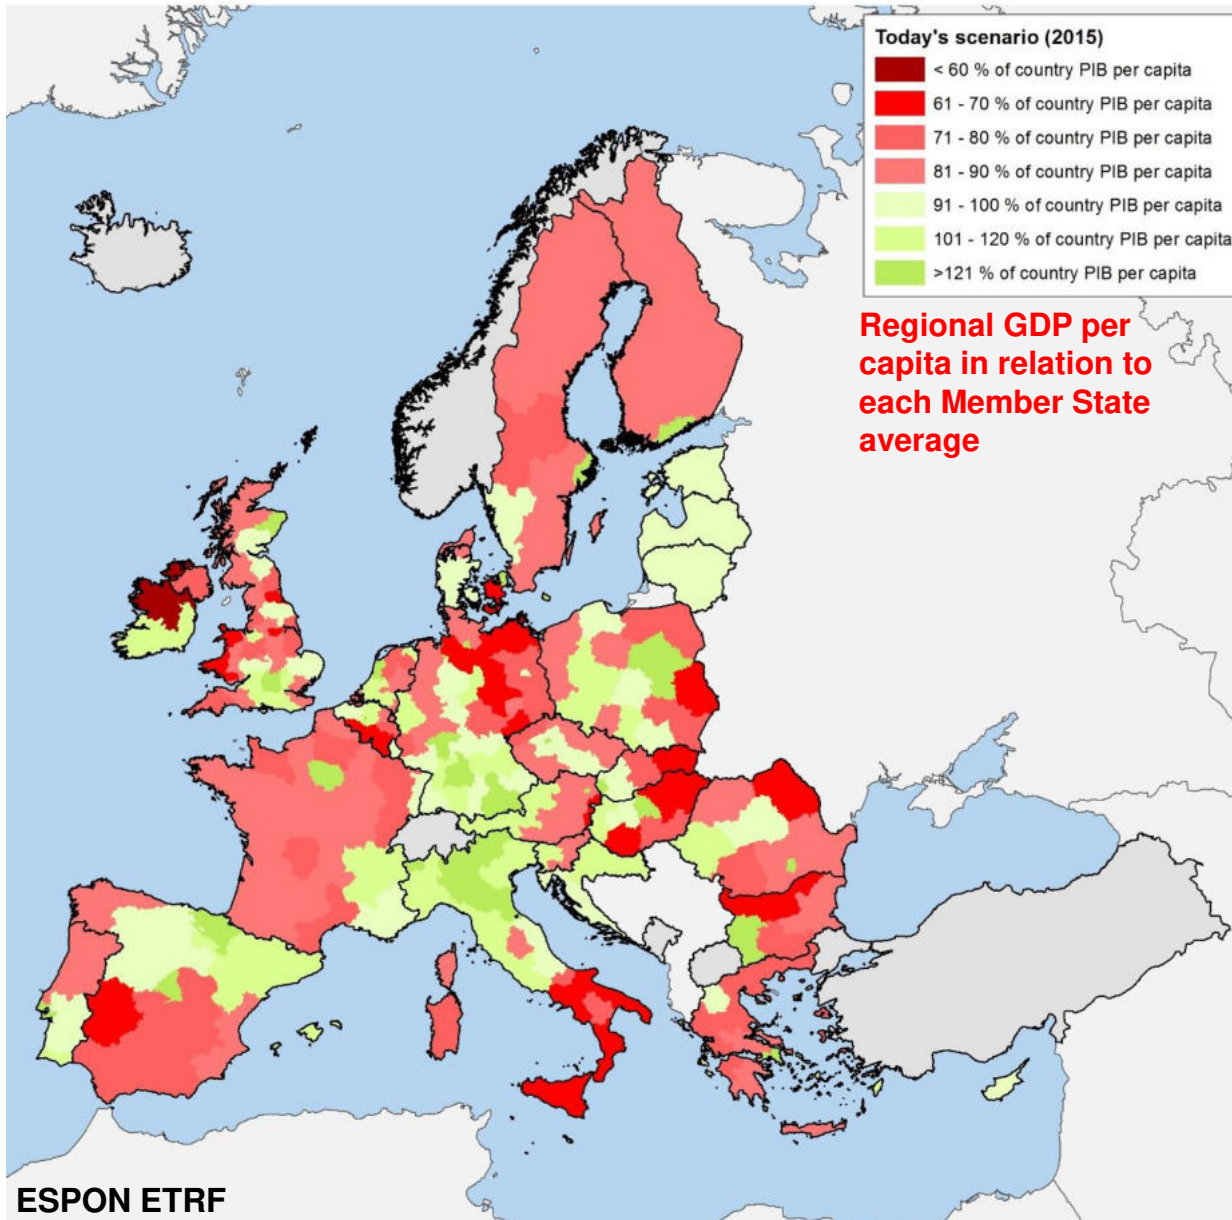 Today's scenario (2015)
< 60 % of country PIB per capita
61 - 70 % of country PIB per capita
71 - 80 % of country PIB per capita
81 - 90 % of country PIB per capita
91 - 100 % of country PIB per capita
101 - 120 % of country PIB per capita
>121 % of country PIB per capita
Regional GDP per
capita in relation to
each Member State
average
ESPON ETRF